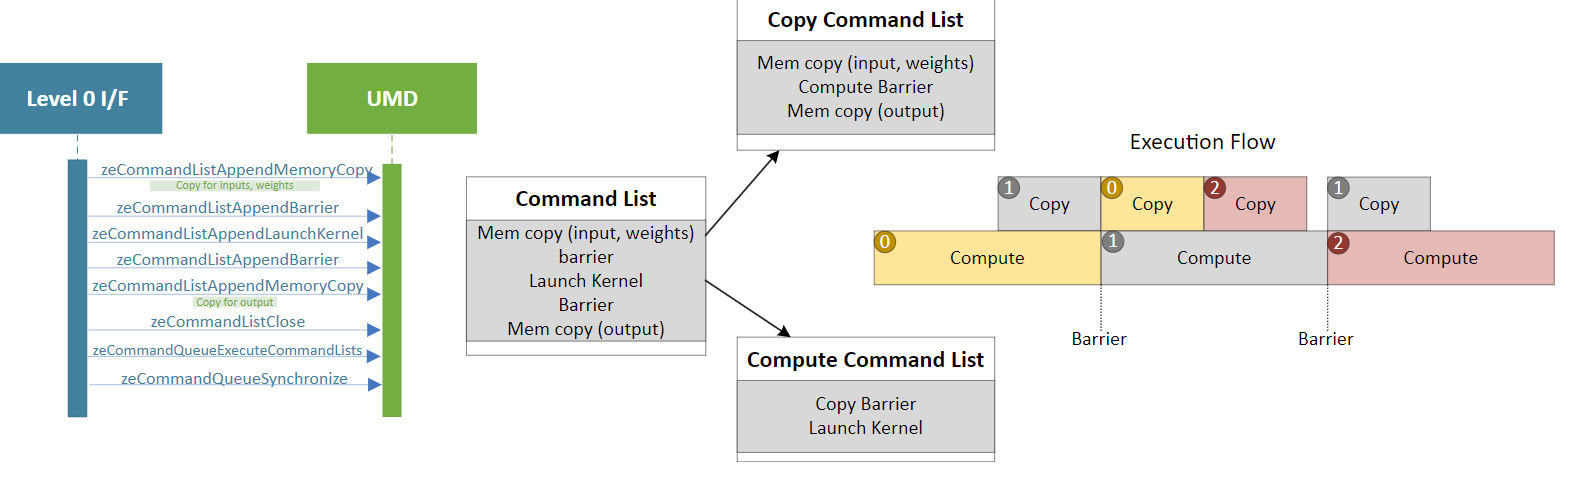 Level 0 I/F
UMD
zeCommandListAppendMemoryCopy
Copy for inputs, weights
zeCommandListAppendBarrier
zeCommandListAppendLaunchKernel
zeCommandListAppendBarrier
zeCommandListAppendMemoryCopy
Copy for output
zeCommandListClose
zeCommandQueueExecuteCommandLists
zeCommandQueueSynchronize
Command List
Mem copy (input, weights)
barrier
Launch Kernel
Barrier
Mem copy (output)
Copy Command List
Mem copy (input, weights)
Compute Barrier
Mem copy (output)
Compute Command List
Copy Barrier
Launch Kernel
Execution Flow
1 Copy
0 Copy
2 Copy
1 Copy
0 Compute
1 Compute
2 Compute
Barrier
Barrier